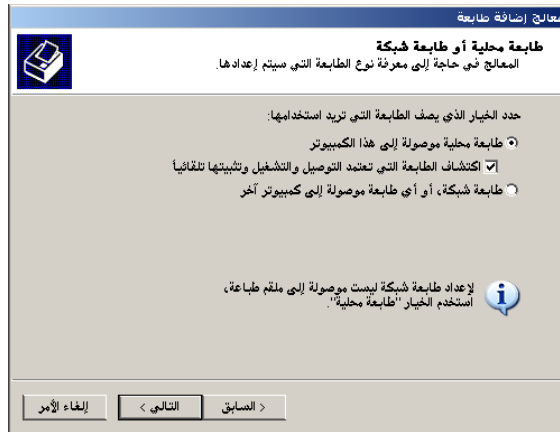 معالج إضافة طابعة
طابعة محلية أو طابعة شبكة
المعالج في حاجة إلى معرفة نوع الطابعة التي سيتم إعدادها.
حدد الخيار الذي يصف الطابعة التي تريد استخدامها:
طابعة محلية موصولة إلى هذا الكمبيوتر
اكتشاف الطابعة التي تعتمد التوصيل والتشغيل وتثبيتها تلقائياً
طابعة شبكة، أو أي طابعة موصولة إلى كمبيوتر آخر
لإعداد طابعة شبكة ليست موصولة إلى ملقم طباعة،
استخدم الخيار "طابعة محلية".
< السابق
التالي >
إلغاء الأمر